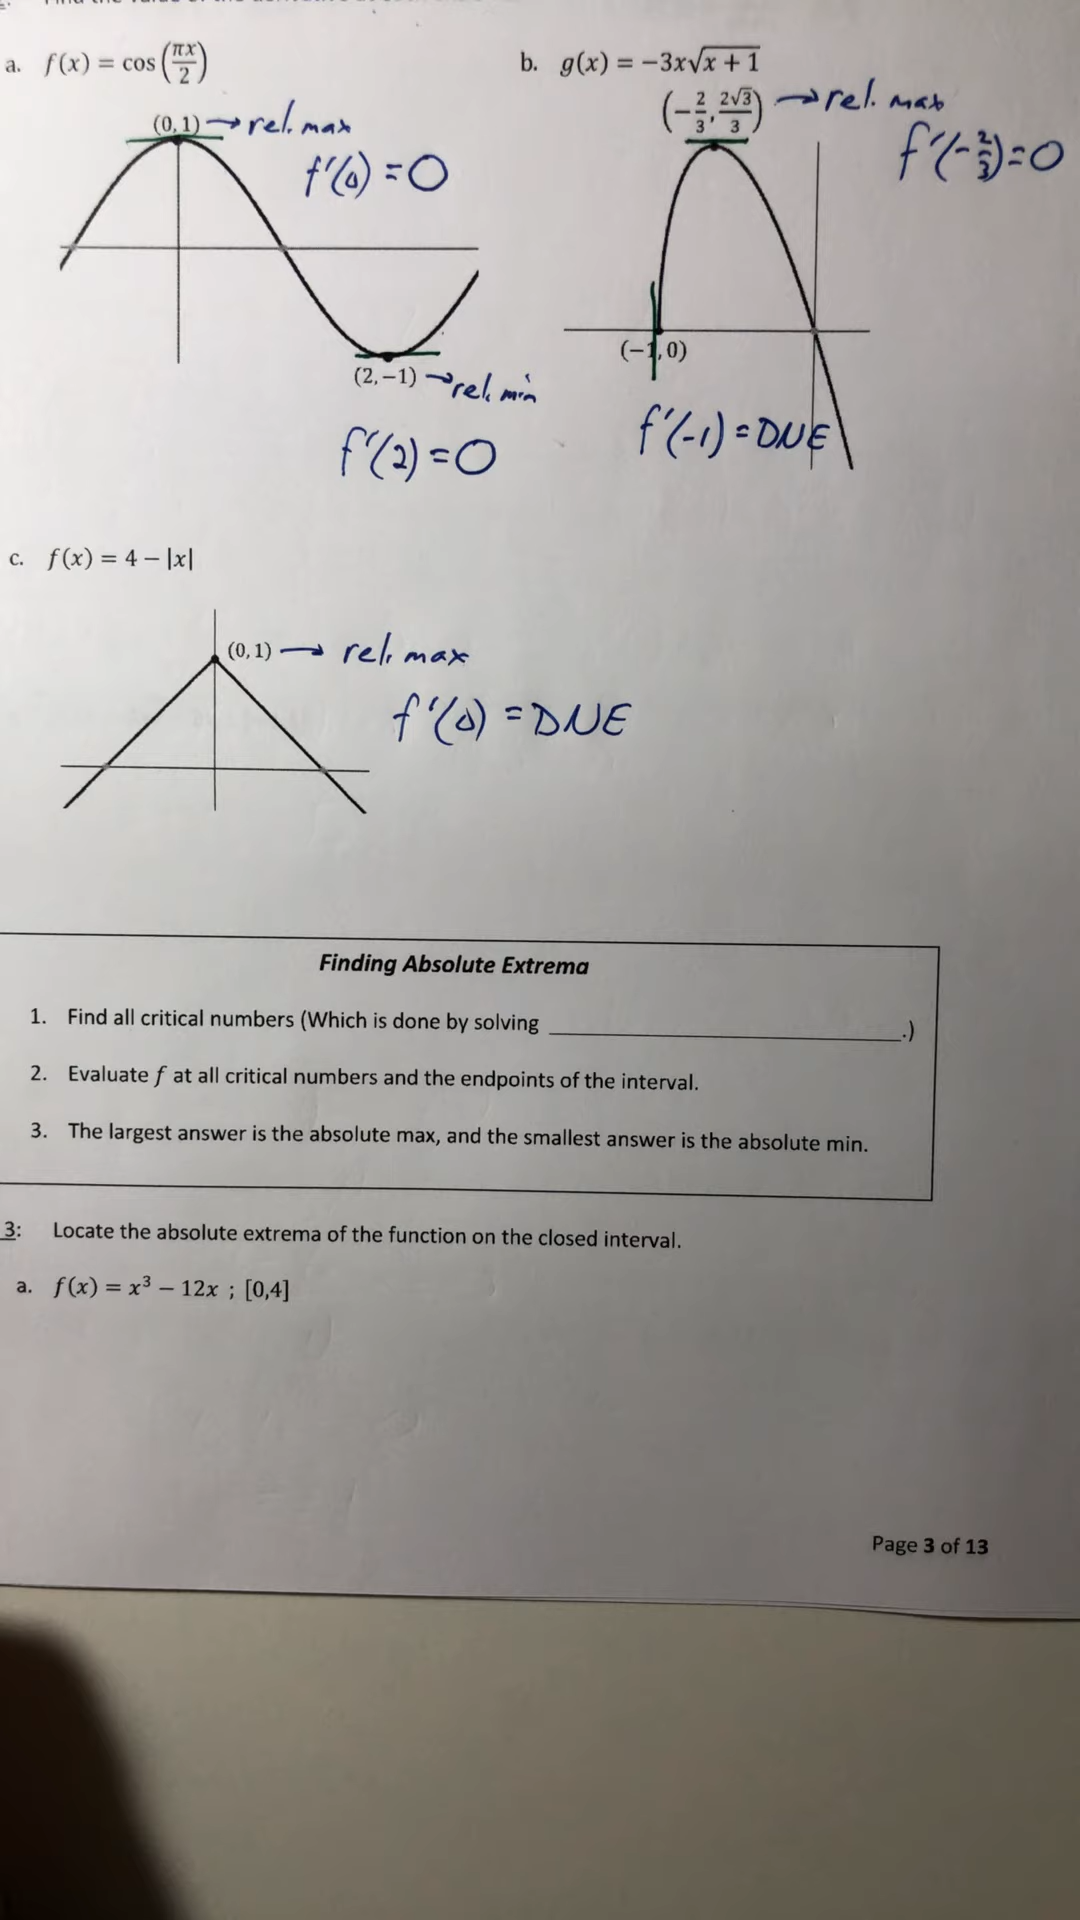 a. f(x) = cos(πx/2)
(0,1) → rel. max
f'(0) = 0
(2,−1) → rel. min
f'(2) = 0
b. g(x) = −3x√x + 1
(−2/3, 2√3/3) → rel. max
f'(-2/3) = 0
(−1,0)
f'(-1) = DNE
c. f(x) = 4 − |x|
(0,1) → rel. max
f'(0) = DNE
Finding Absolute Extrema
1. Find all critical numbers (Which is done by solving ____________________.)
2. Evaluate f at all critical numbers and the endpoints of the interval.
3. The largest answer is the absolute max, and the smallest answer is the absolute min.
3: Locate the absolute extrema of the function on the closed interval.
a. f(x) = x³ − 12x ; [0,4]
Page 3 of 13